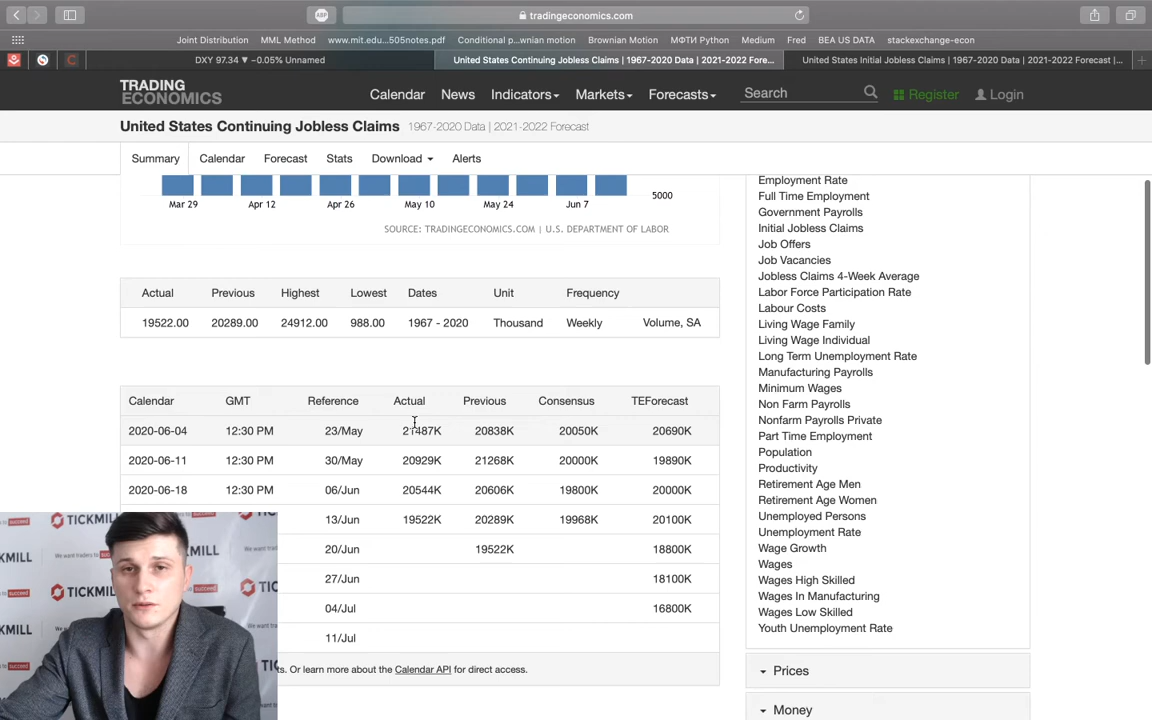 tradingeconomics.com
Joint Distribution MML Method www.mit.edu...505notes.pdf Conditional p...wnian motion Brownian Motion МФТИ Python Medium Fred BEA US DATA stackexchange-econ
DXY 97.34 ▼ −0.05% Unnamed United States Continuing Jobless Claims | 1967-2020 Data | 2021-2022 Fore... United States Initial Jobless Claims | 1967-2020 Data | 2021-2022 Forecast |...
TRADING
ECONOMICS
Calendar News Indicators Markets Forecasts Search Register Login
United States Continuing Jobless Claims 1967-2020 Data | 2021-2022 Forecast
Summary Calendar Forecast Stats Download Alerts
5000
Mar 29 Apr 12 Apr 26 May 10 May 24 Jun 7
SOURCE: TRADINGECONOMICS.COM | U.S. DEPARTMENT OF LABOR
Actual Previous Highest Lowest Dates Unit Frequency
19522.00 20289.00 24912.00 988.00 1967 - 2020 Thousand Weekly Volume, SA
Calendar GMT Reference Actual Previous Consensus TEForecast
2020-06-04 12:30 PM 23/May 21487K 20838K 20050K 20690K
2020-06-11 12:30 PM 30/May 20929K 21268K 20000K 19890K
2020-06-18 12:30 PM 06/Jun 20544K 20606K 19800K 20000K
13/Jun 19522K 20289K 19968K 20100K
20/Jun 19522K 18800K
27/Jun 18100K
04/Jul 16800K
11/Jul
ts. Or learn more about the Calendar API for direct access.
Employment Rate
Full Time Employment
Government Payrolls
Initial Jobless Claims
Job Offers
Job Vacancies
Jobless Claims 4-Week Average
Labor Force Participation Rate
Labour Costs
Living Wage Family
Living Wage Individual
Long Term Unemployment Rate
Manufacturing Payrolls
Minimum Wages
Non Farm Payrolls
Nonfarm Payrolls Private
Part Time Employment
Population
Productivity
Retirement Age Men
Retirement Age Women
Unemployed Persons
Unemployment Rate
Wage Growth
Wages
Wages High Skilled
Wages In Manufacturing
Wages Low Skilled
Youth Unemployment Rate
Prices
Money
TICKMILL
We want traders to succeed